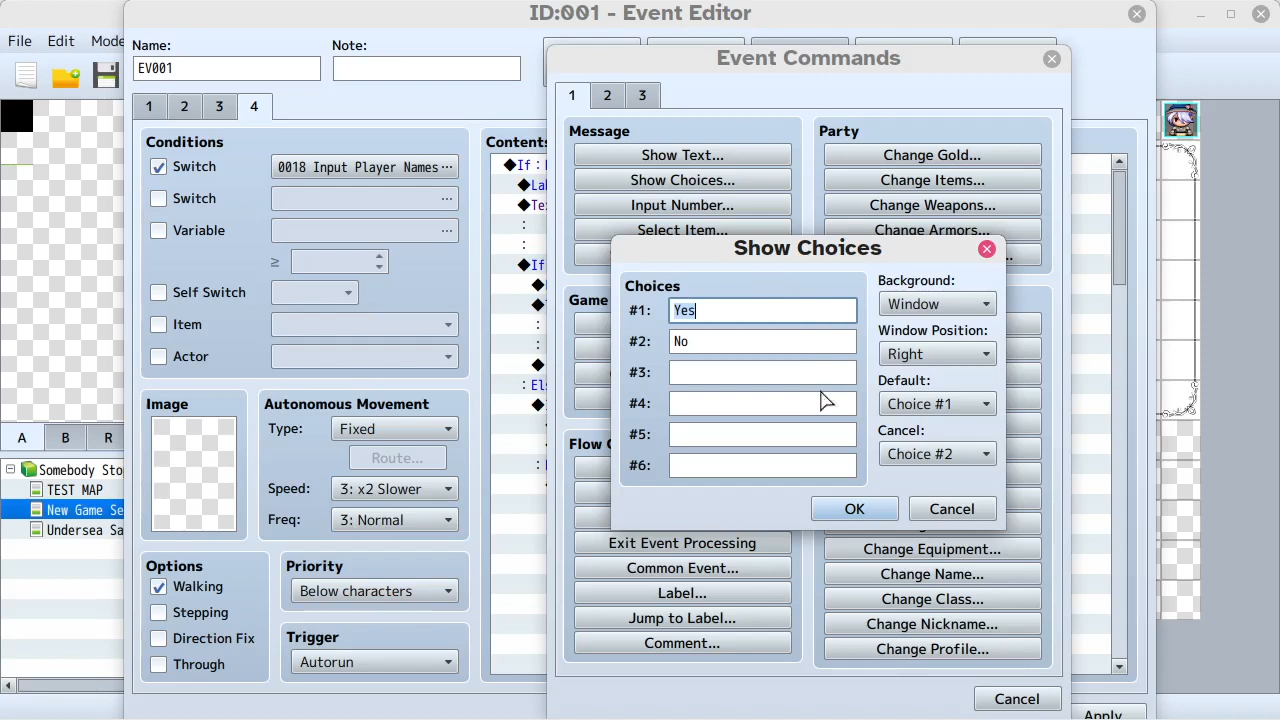 ID:001 - Event Editor
File Edit Mode
Name:
Note:
EV001
1 2 3 4
Conditions
Switch 0018 Input Player Names ...
Switch ...
Variable ...
≥
Self Switch
Item
Actor
Image
Autonomous Movement
Type: Fixed
Route...
Speed: 3: x2 Slower
Freq: 3: Normal
Options
Walking
Stepping
Direction Fix
Through
Priority
Below characters
Trigger
Autorun
Contents
◆If :
◆Lab
◆Tex
:
:
◆If
:
:
: Els
:
A B R
Somebody Sto
TEST MAP
New Game Se
Undersea Sa
Event Commands
1 2 3
Message
Show Text...
Show Choices...
Input Number...
Select Item...
Party
Change Gold...
Change Items...
Change Weapons...
Change Armors...
Game
Flow C
Exit Event Processing
Common Event...
Label...
Jump to Label...
Comment...
Change Equipment...
Change Name...
Change Class...
Change Nickname...
Change Profile...
Cancel
Apply
Show Choices
Choices
#1: Yes
#2: No
#3:
#4:
#5:
#6:
Background:
Window
Window Position:
Right
Default:
Choice #1
Cancel:
Choice #2
OK
Cancel